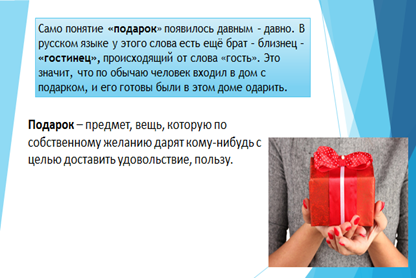 Само понятие «подарок» появилось давным - давно. В
русском языке у этого слова есть ещё брат - близнец -
«гостинец», происходящий от слова «гость». Это
значит, что по обычаю человек входил в дом с
подарком, и его готовы были в этом доме одарить.
Подарок – предмет, вещь, которую по
собственному желанию дарят кому-нибудь с
целью доставить удовольствие, пользу.